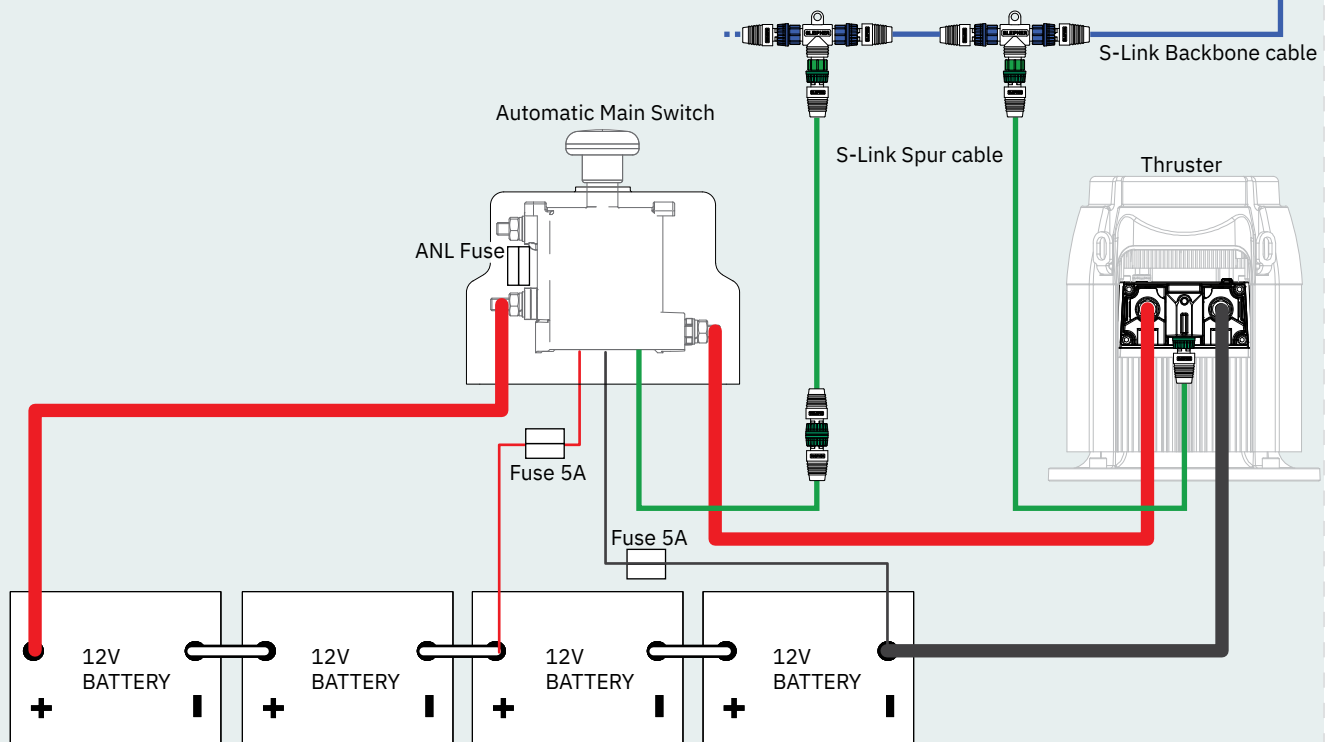 S-Link Backbone cable
Automatic Main Switch
S-Link Spur cable
Thruster
ANL Fuse
Fuse 5A
Fuse 5A
12V
BATTERY
12V
BATTERY
12V
BATTERY
12V
BATTERY
+
-
+
-
+
-
+
-